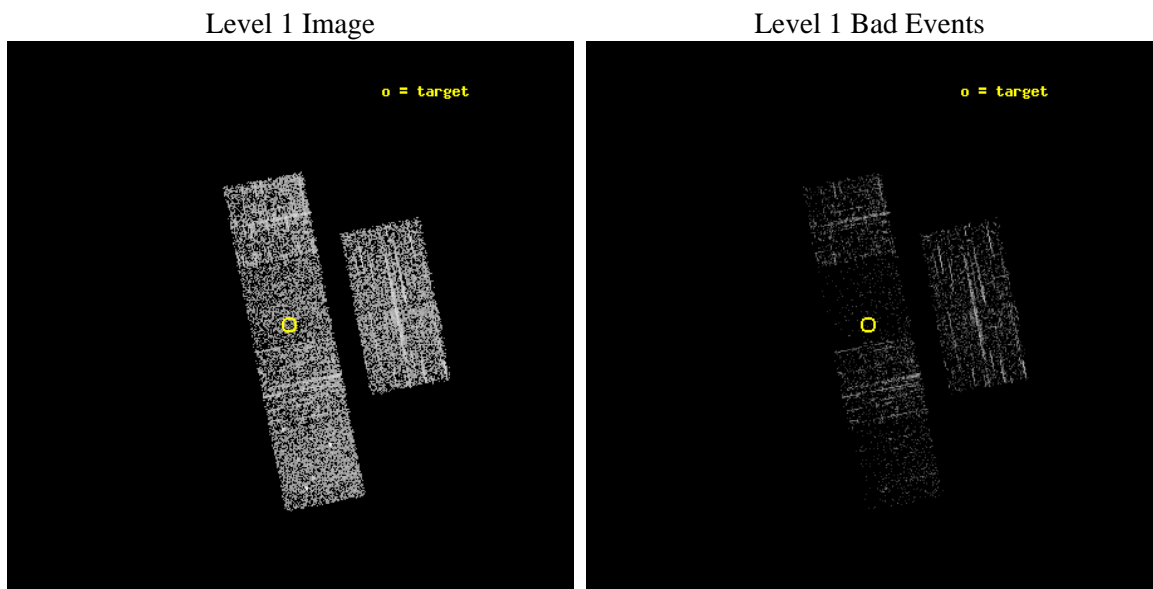 Level 1 Image
Level 1 Bad Events
o = target
o = target